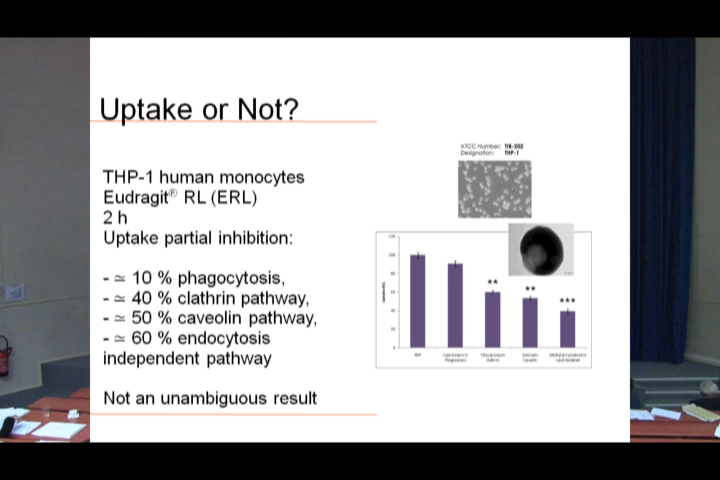 Uptake or Not?
THP-1 human monocytes
Eudragit® RL (ERL)
2 h
Uptake partial inhibition:
- ≃ 10 % phagocytosis,
- ≃ 40 % clathrin pathway,
- ≃ 50 % caveolin pathway,
- ≃ 60 % endocytosis
independent pathway
Not an unambiguous result
ATCC Number: TIB-202
Designation: THP-1
**
**
***